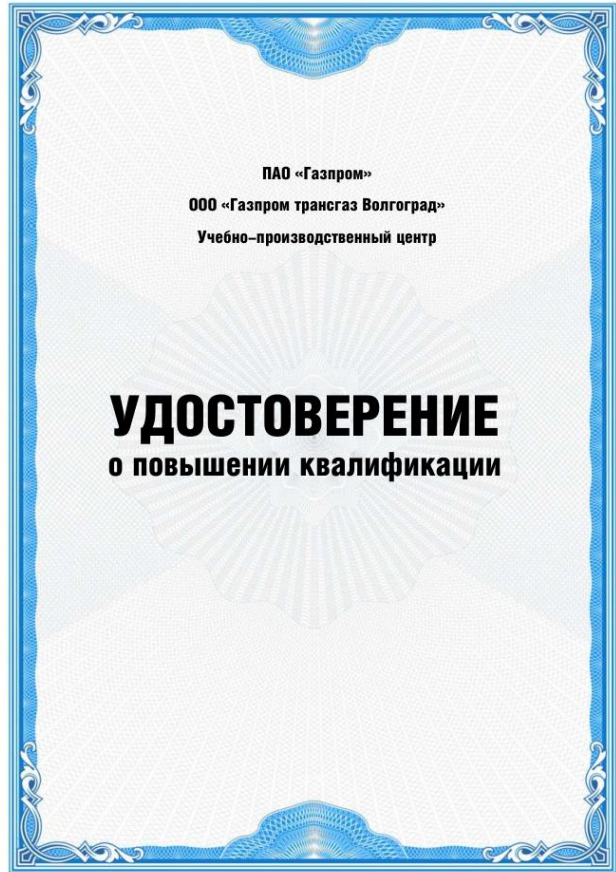 ПАО «Газпром»
ООО «Газпром трансгаз Волгоград»
Учебно-производственный центр
УДОСТОВЕРЕНИЕ
о повышении квалификации